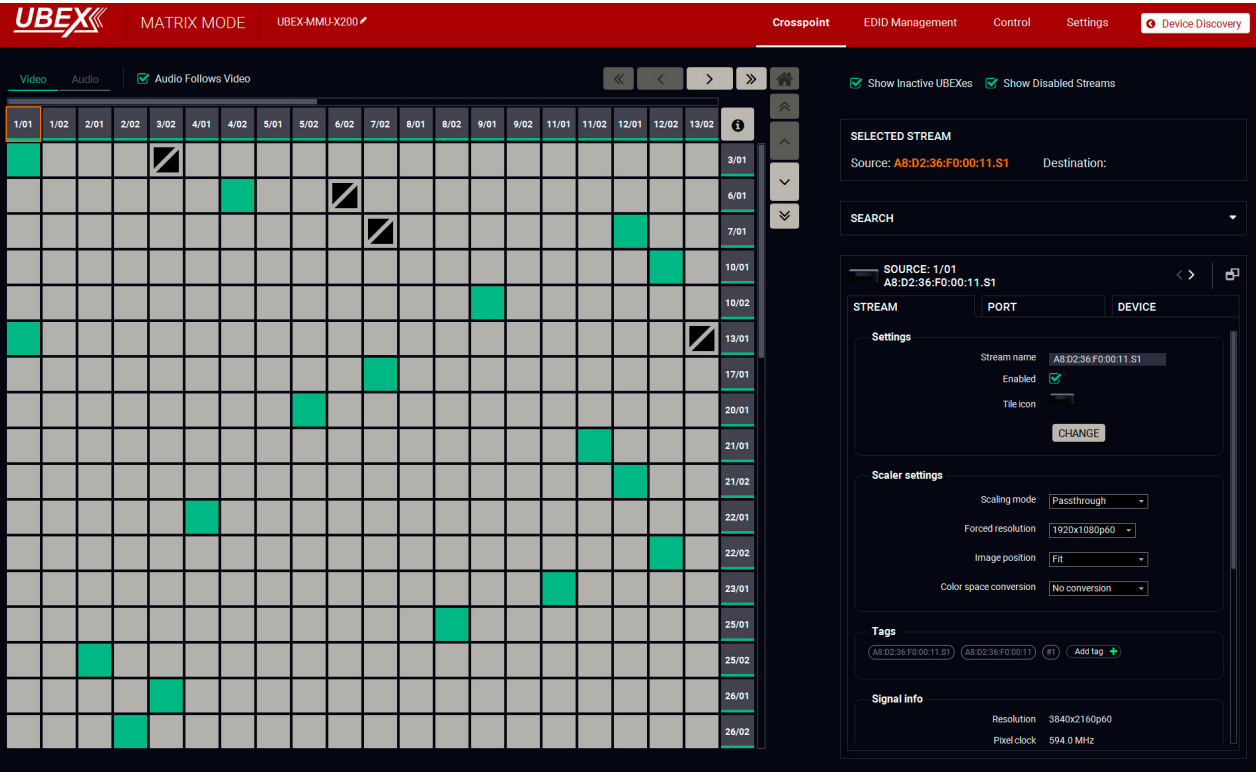 UBEX MATRIX MODE UBEX-MMU-X200 Crosspoint EDID Management Control Settings Device Discovery
Video Audio Audio Follows Video Show Inactive UBEXes Show Disabled Streams
1/01 1/02 2/01 2/02 3/02 4/01 4/02 5/01 5/02 6/02 7/02 8/01 8/02 9/01 9/02 11/01 11/02 12/01 12/02 13/02
3/01
6/01
7/01
10/01
10/02
13/01
17/01
20/01
21/01
21/02
22/01
22/02
23/01
25/01
25/02
26/01
26/02
SELECTED STREAM
Source: A8:D2:36:F0:00:11.S1 Destination:
SEARCH
SOURCE: 1/01
A8:D2:36:F0:00:11.S1
STREAM PORT DEVICE
Settings
Stream name A8:D2:36:F0:00:11.S1
Enabled
Tile icon
CHANGE
Scaler settings
Scaling mode Passthrough
Forced resolution 1920x1080p60
Image position Fit
Color space conversion No conversion
Tags
A8:D2:36:F0:00:11.S1 A8:D2:36:F0:00:11 #1 Add tag +
Signal info
Resolution 3840x2160p60
Pixel clock 594.0 MHz